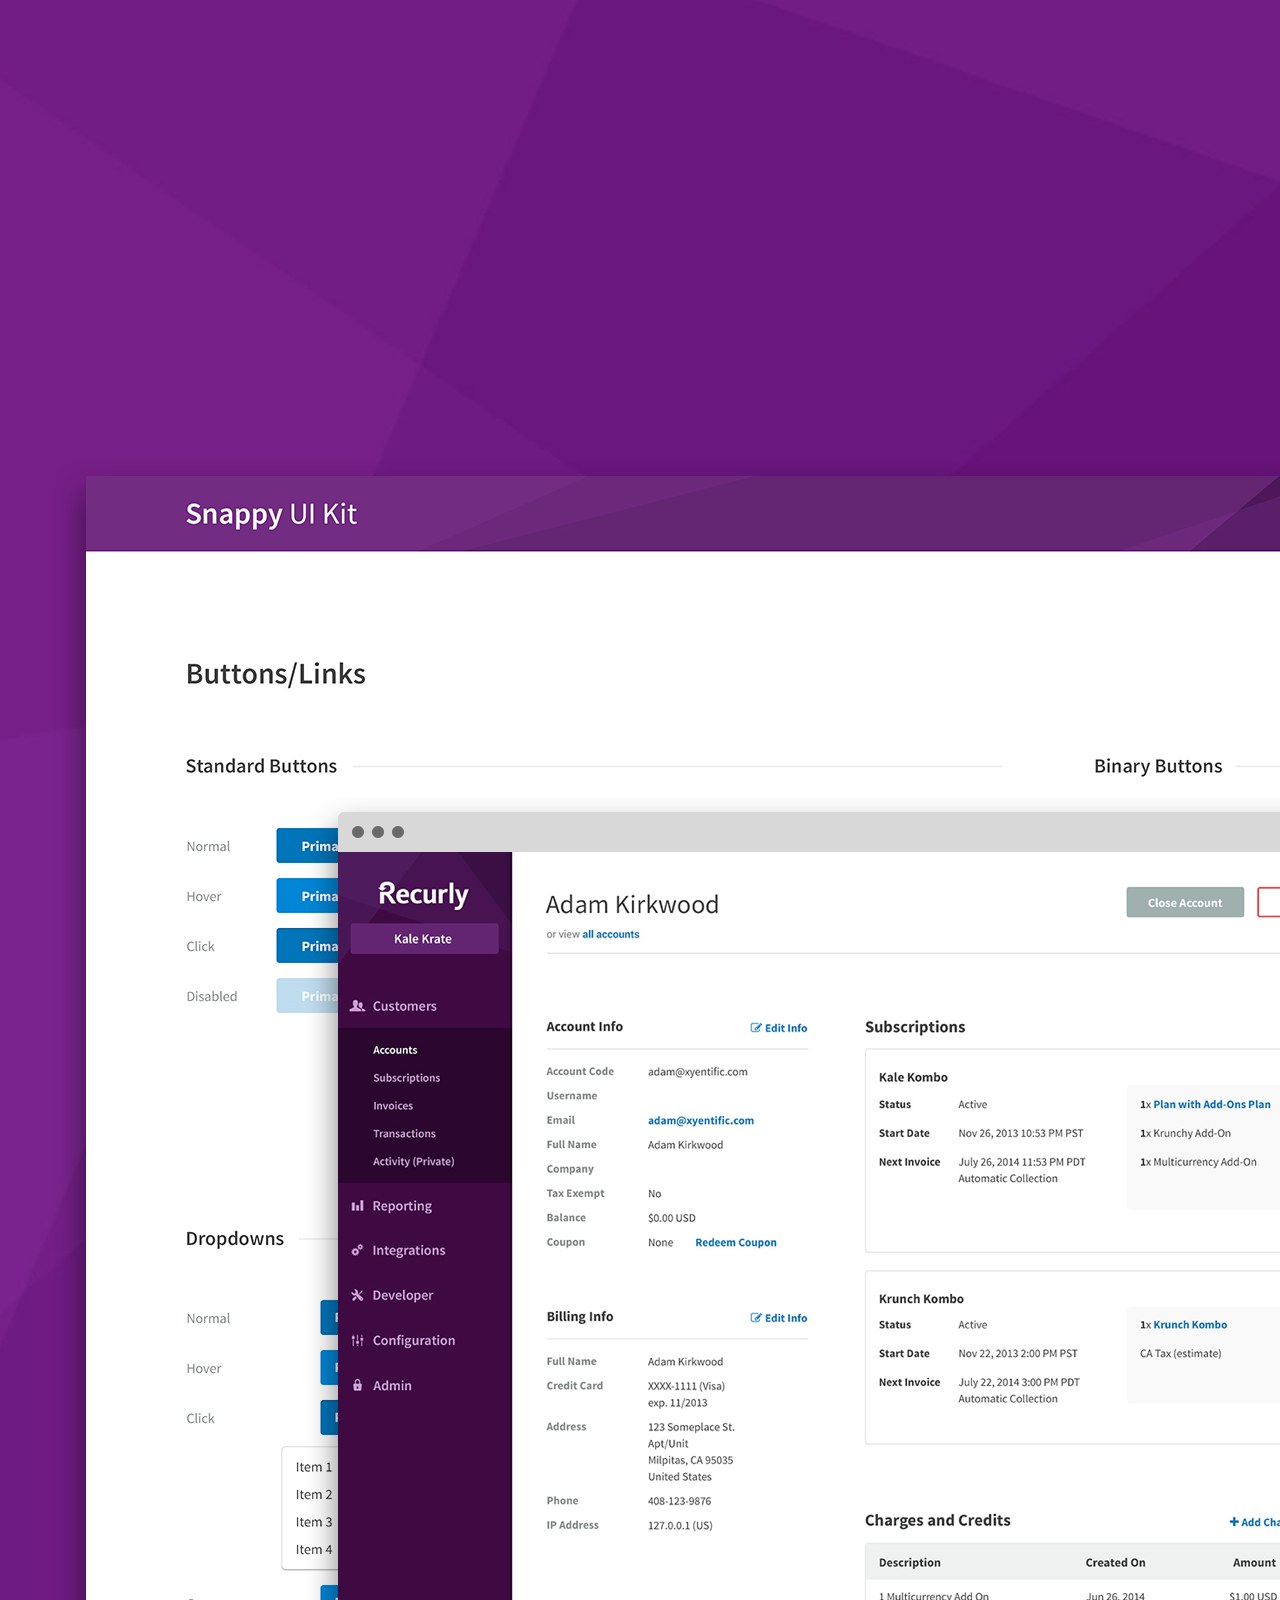 Snappy UI Kit
Buttons/Links
Standard Buttons
Binary Buttons
Normal
Hover
Click
Disabled
Dropdowns
Normal
Hover
Click
Item 1
Item 2
Item 3
Item 4
Recurly
Kale Krate
Customers
Accounts
Subscriptions
Invoices
Transactions
Activity (Private)
Reporting
Integrations
Developer
Configuration
Admin
Adam Kirkwood
or view all accounts
Close Account
Account Info
Edit Info
Account Code adam@xyentific.com
Username
Email adam@xyentific.com
Full Name Adam Kirkwood
Company
Tax Exempt No
Balance $0.00 USD
Coupon None Redeem Coupon
Billing Info
Edit Info
Full Name Adam Kirkwood
Credit Card XXXX-1111 (Visa)
exp. 11/2013
Address 123 Someplace St.
Apt/Unit
Milpitas, CA 95035
United States
Phone 408-123-9876
IP Address 127.0.0.1 (US)
Subscriptions
Kale Kombo
Status Active
Start Date Nov 26, 2013 10:53 PM PST
Next Invoice July 26, 2014 11:53 PM PDT
Automatic Collection
1x Plan with Add-Ons Plan
1x Krunchy Add-On
1x Multicurrency Add-On
Krunch Kombo
Status Active
Start Date Nov 22, 2013 2:00 PM PST
Next Invoice July 22, 2014 3:00 PM PDT
Automatic Collection
1x Krunch Kombo
CA Tax (estimate)
Charges and Credits
Add
Description Created On Amount
1 Multicurrency Add On Jun 26, 2014 $1.00 USD